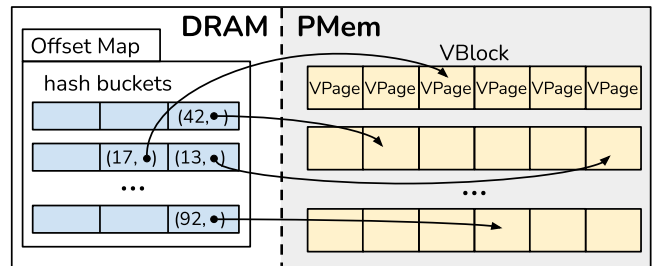 DRAM PMem
Offset Map
VBlock
hash buckets
VPage VPage VPage VPage VPage VPage
(42, )
(17, ) (13, )
...
...
(92, )